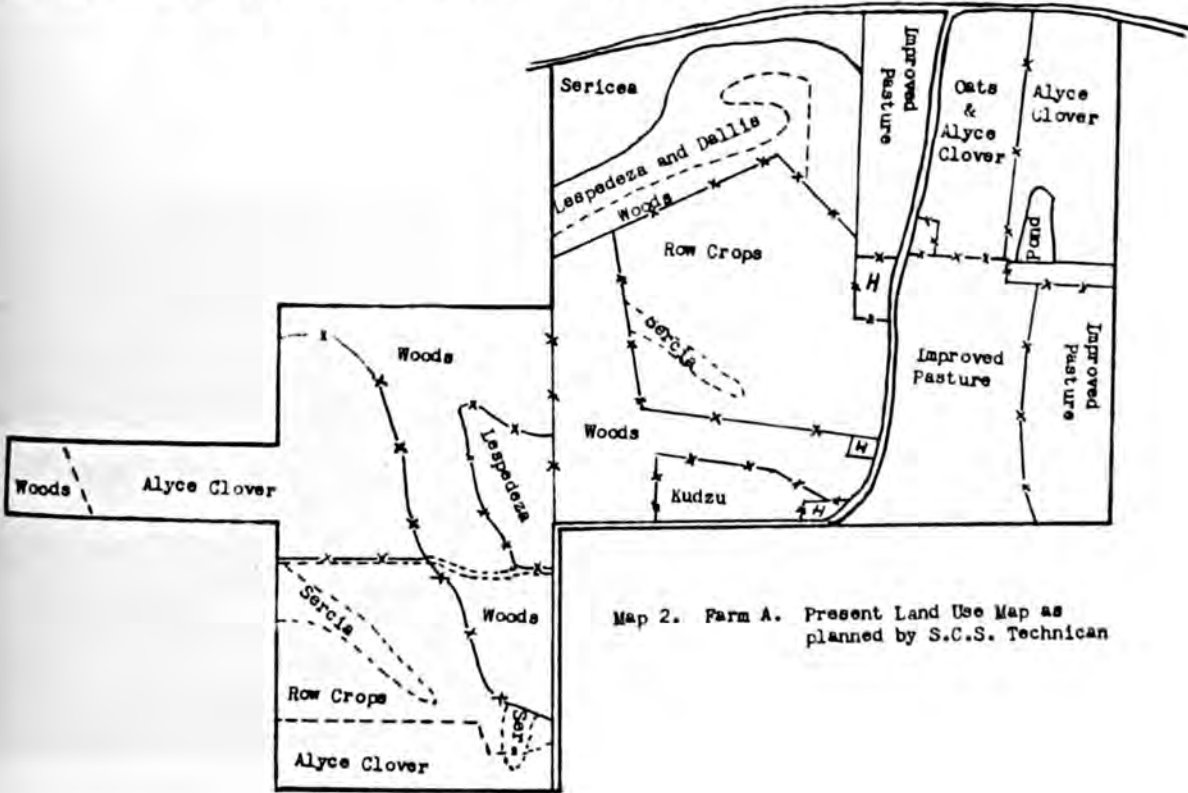 Sericea
Improved
Pasture
Oats
&
Alyce
Clover
Alyce
Clover
Lespedeza and Dallis
Woods
Row Crops
Pond
H
Sercia
Woods
Improved
Pasture
Improved
Pasture
Woods
Lespedeza
H
Kudzu
H
Woods
Alyce Clover
Sercia
Woods
Row Crops
Ser.
Alyce Clover
Map 2. Farm A. Present Land Use Map as
planned by S.C.S. Technican